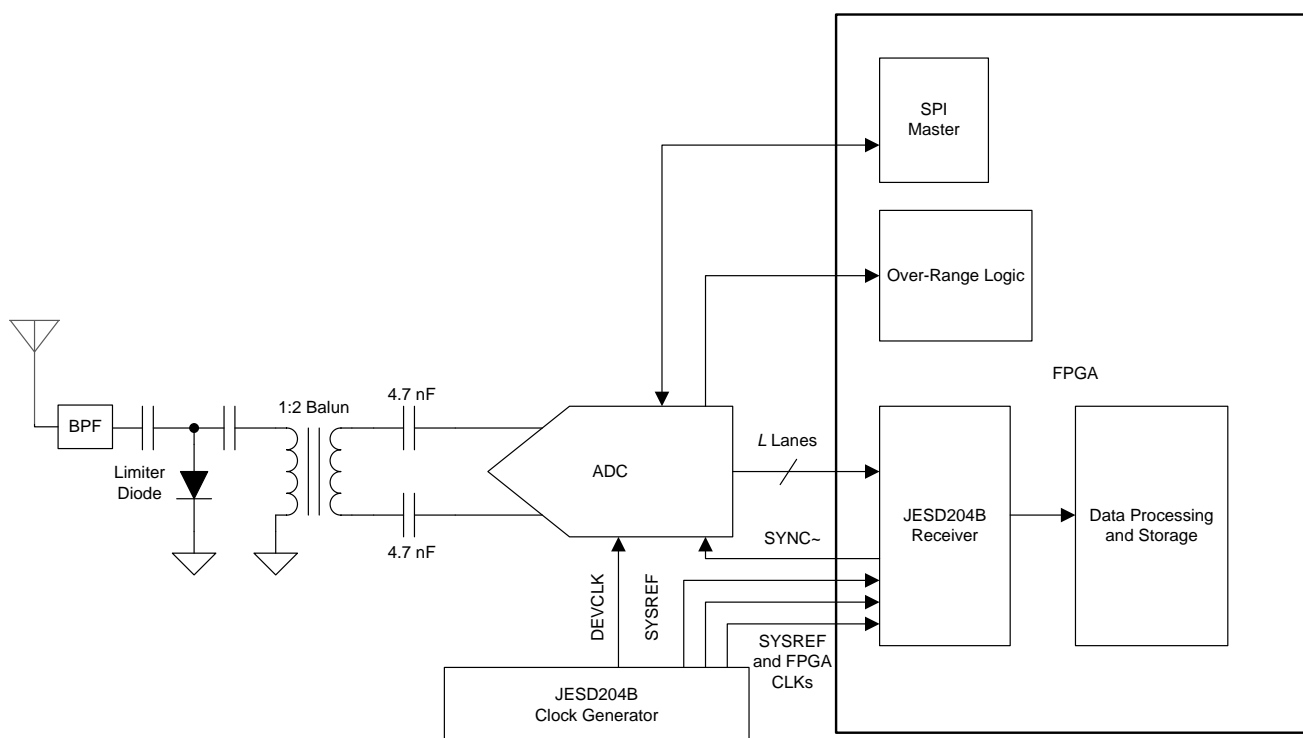 SPI
Master
Over-Range Logic
FPGA
4.7 nF
1:2 Balun
BPF
Limiter
Diode
ADC
L Lanes
JESD204B
Receiver
Data Processing
and Storage
4.7 nF
SYNC~
DEVCLK
SYSREF
SYSREF
and FPGA
CLKs
JESD204B
Clock Generator